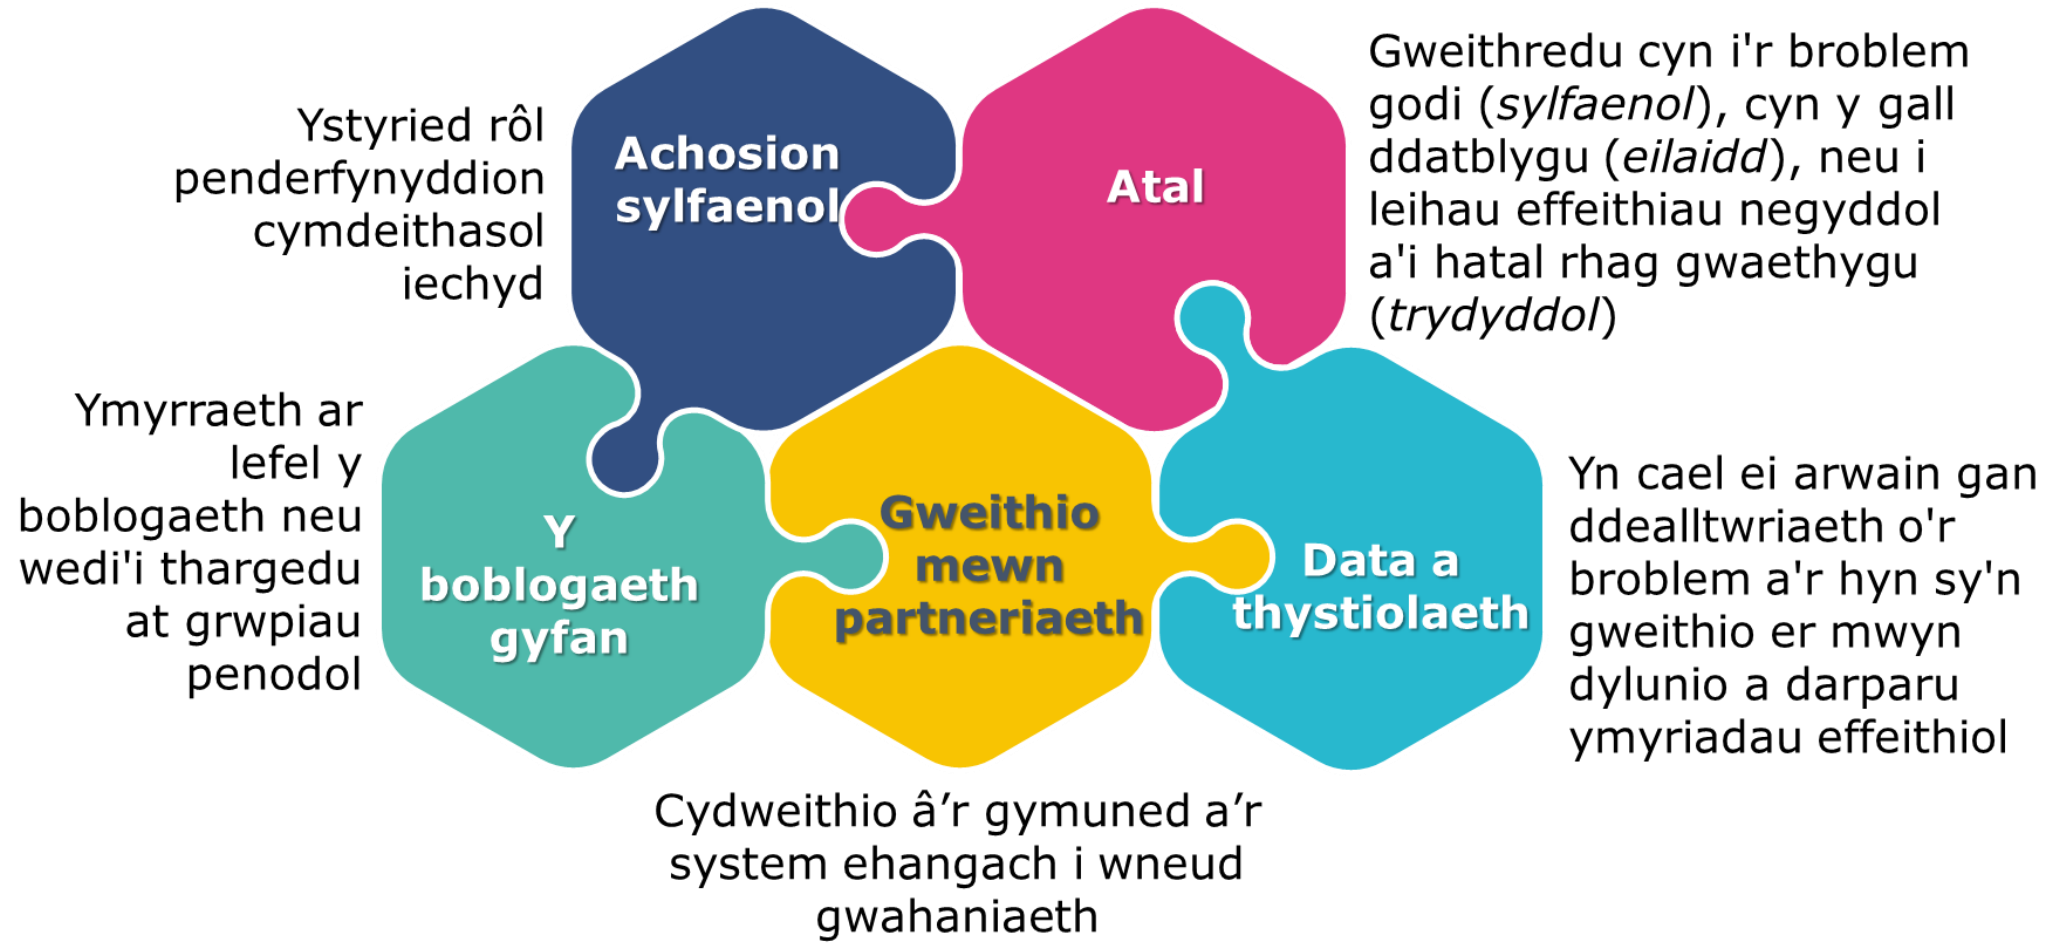 Ystyried rôl
penderfynyddion
cymdeithasol
iechyd
Achosion
sylfaenol
Atal
Gweithredu cyn i'r broblem
godi (sylfaenol), cyn y gall
ddatblygu (eilaidd), neu i
leihau effeithiau negyddol
a'i hatal rhag gwaethygu
(trydyddol)
Ymyrraeth ar
lefel y
boblogaeth neu
wedi'i thargedu
at grwpiau
penodol
Y
boblogaeth
gyfan
Gweithio
mewn
partneriaeth
Data a
thystiolaeth
Yn cael ei arwain gan
ddealltwriaeth o'r
broblem a'r hyn sy'n
gweithio er mwyn
dylunio a darparu
ymyriadau effeithiol
Cydweithio â’r gymuned a’r
system ehangach i wneud
gwahaniaeth